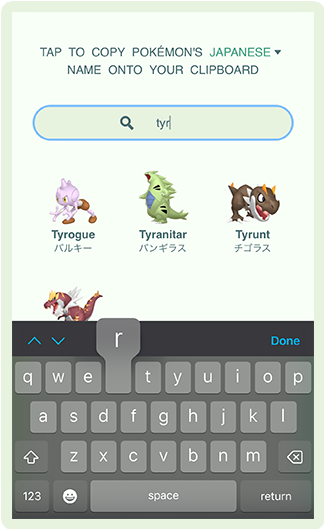 TAP TO COPY POKÉMON'S JAPANESE
NAME ONTO YOUR CLIPBOARD
tyr
Tyrogue Tyranitar Tyrunt
バルキー バンギラス チゴラス
r
Done
q w e t y u i o p
a s d f g h j k l
z x c v b n m
123 space return